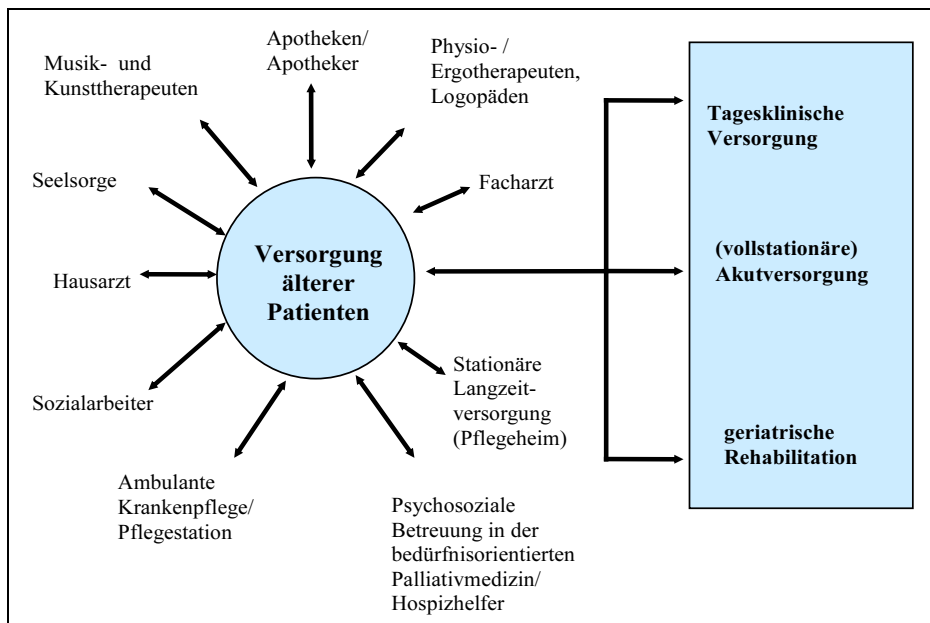 Apotheken/
Apotheker
Physio- /
Ergotherapeuten,
Logopäden
Musik- und
Kunsttherapeuten
Seelsorge
Facharzt
Hausarzt
Versorgung
älterer
Patienten
Sozialarbeiter
Stationäre
Langzeit-
versorgung
(Pflegeheim)
Ambulante
Krankenpflege/
Pflegestation
Psychosoziale
Betreuung in der
bedürfnisorientierten
Palliativmedizin/
Hospizhelfer
Tagesklinische
Versorgung
(vollstationäre)
Akutversorgung
geriatrische
Rehabilitation